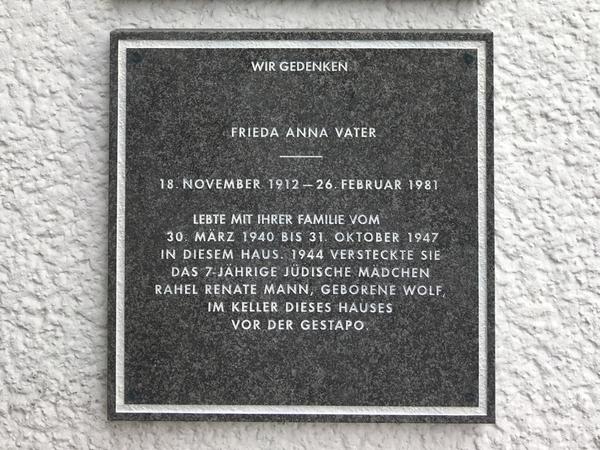 WIR GEDENKEN
FRIEDA ANNA VATER
18. NOVEMBER 1912 – 26. FEBRUAR 1981
LEBTE MIT IHRER FAMILIE VOM
30. MÄRZ 1940 BIS 31. OKTOBER 1947
IN DIESEM HAUS. 1944 VERSTECKTE SIE
DAS 7-JÄHRIGE JÜDISCHE MÄDCHEN
RAHEL RENATE MANN, GEBORENE WOLF,
IM KELLER DIESES HAUSES
VOR DER GESTAPO.